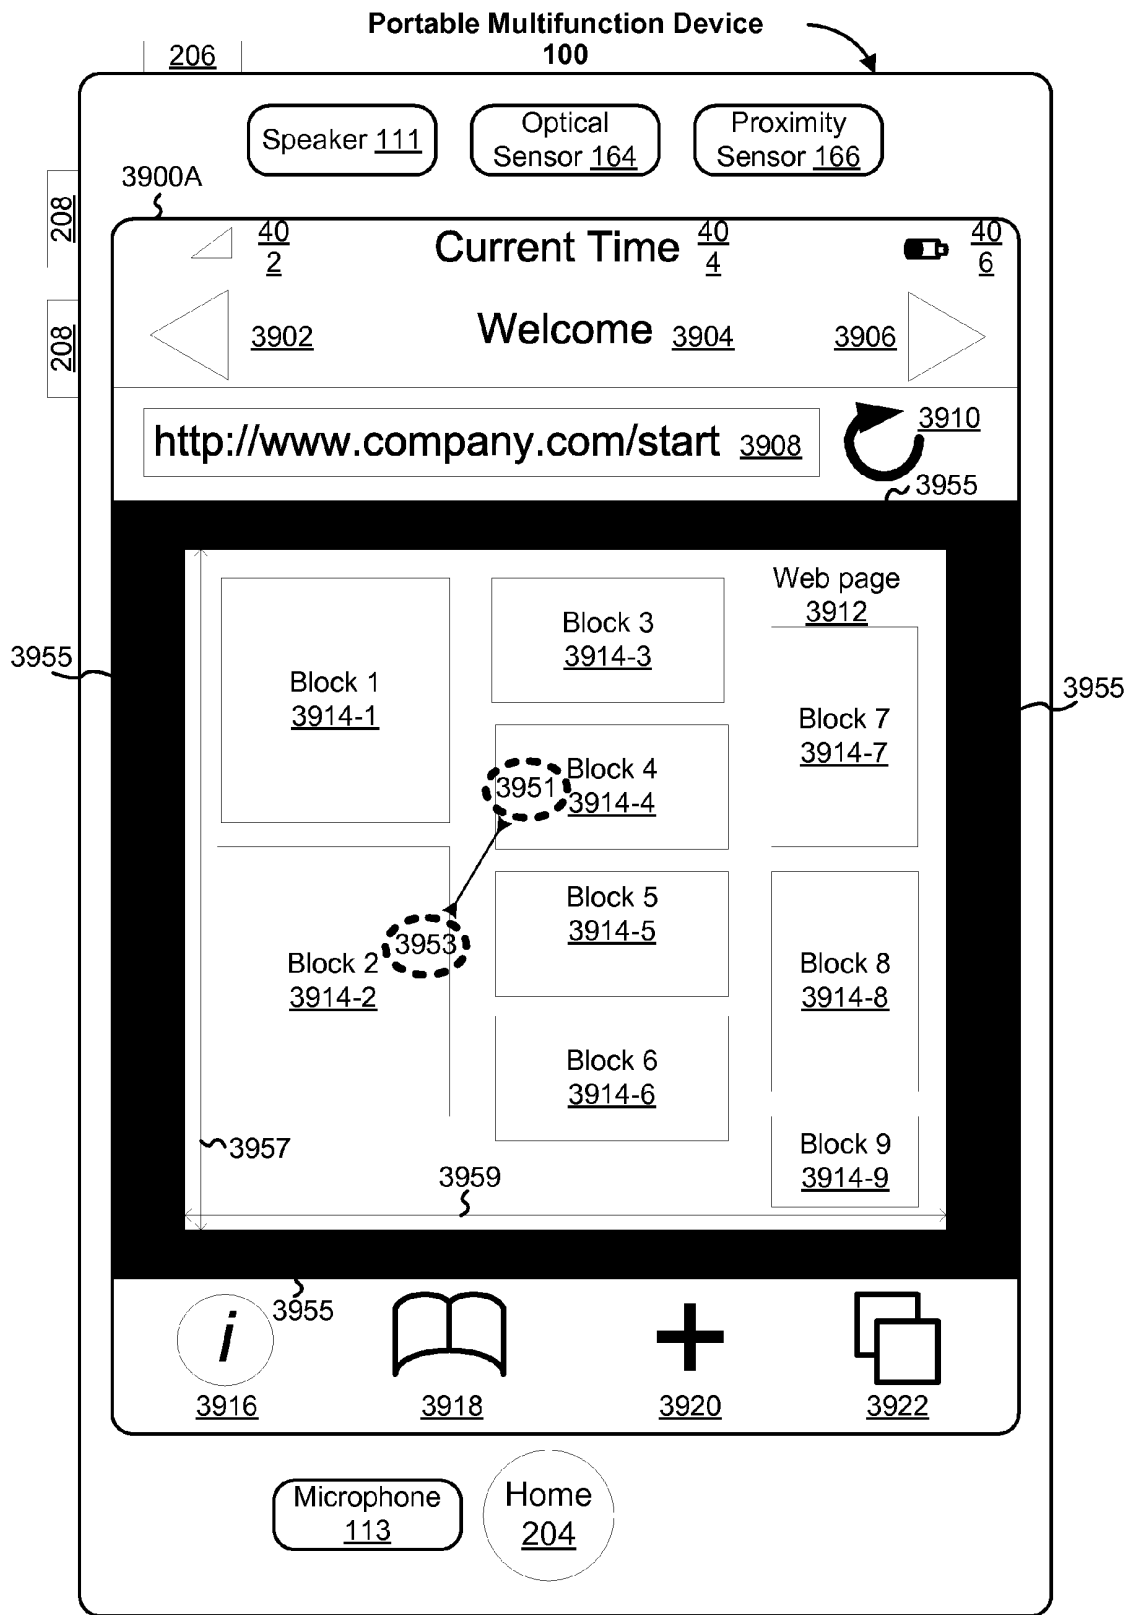 Portable Multifunction Device
100
206
Speaker 111
Optical
Sensor 164
Proximity
Sensor 166
3900A
208
208
40
2
Current Time
40
4
40
6
3902
Welcome 3904
3906
http://www.company.com/start 3908
3910
3955
3955
3955
Web page
3912
Block 1
3914-1
Block 3
3914-3
Block 7
3914-7
3951
Block 4
3914-4
3953
Block 2
3914-2
Block 5
3914-5
Block 8
3914-8
Block 6
3914-6
3957
Block 9
3914-9
3959
3955
i
3916
3918
3920
3922
Microphone
113
Home
204